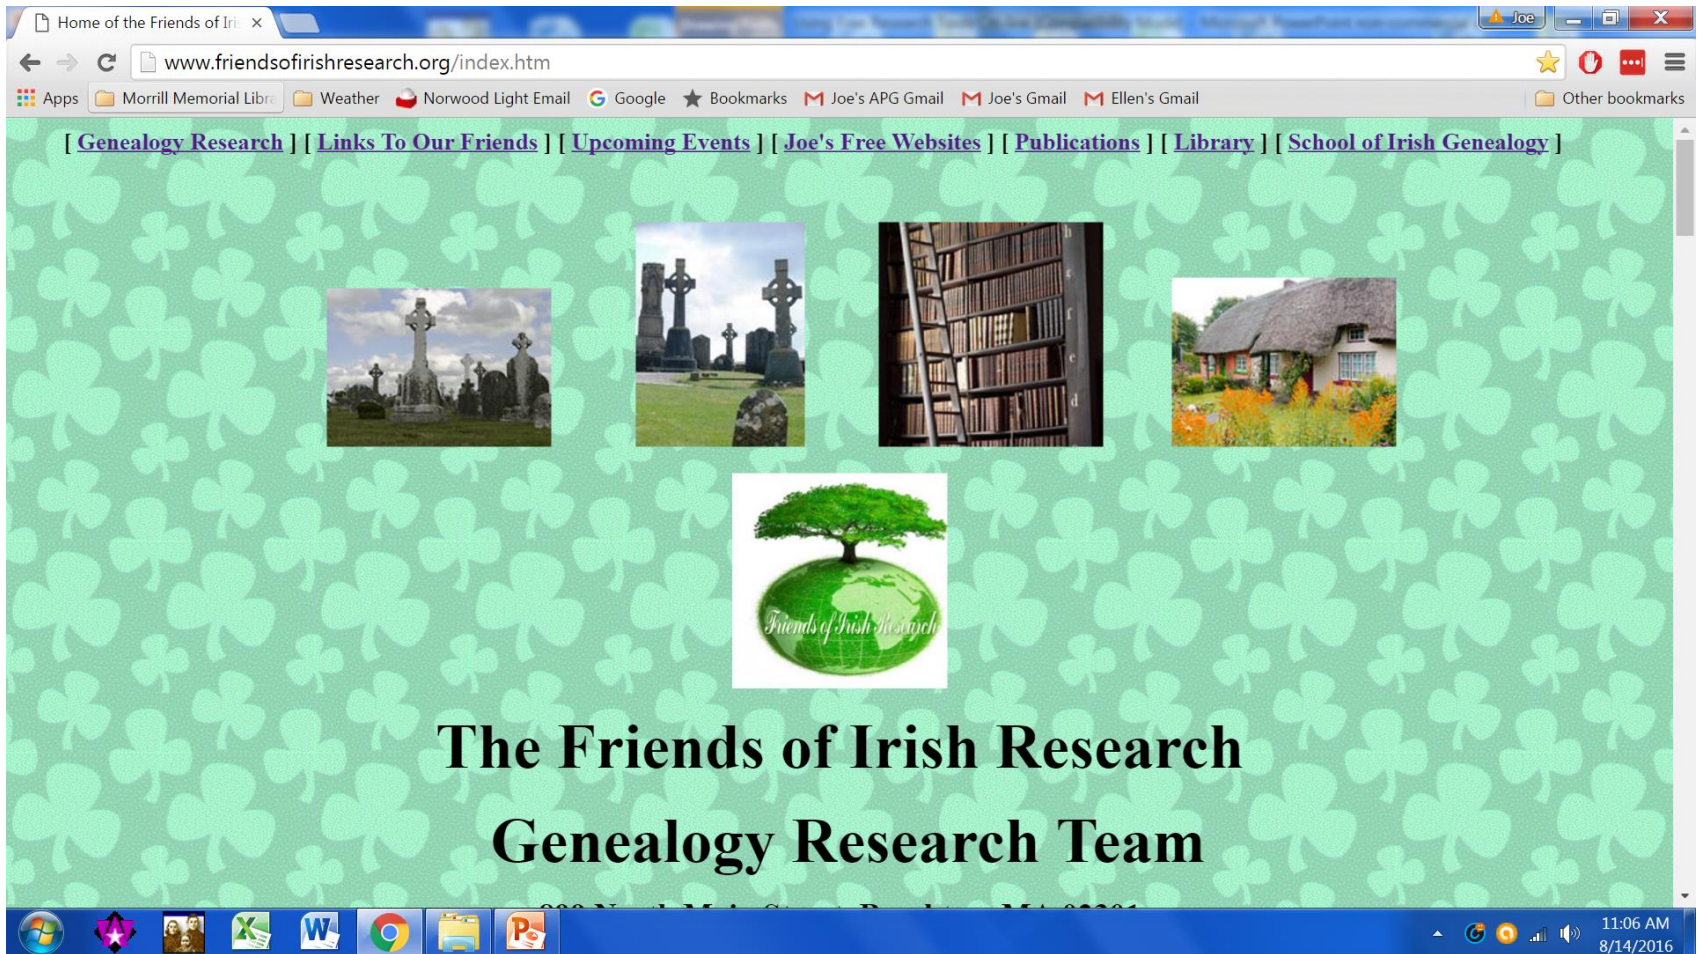 Home of the Friends of Iri
Joe
www.friendsofirishresearch.org/index.htm
Apps Morrill Memorial Libra Weather Norwood Light Email Google Bookmarks Joe's APG Gmail Joe's Gmail Ellen's Gmail Other bookmarks
[ Genealogy Research ] [ Links To Our Friends ] [ Upcoming Events ] [ Joe's Free Websites ] [ Publications ] [ Library ] [ School of Irish Genealogy ]
Friends of Irish Research
The Friends of Irish Research
Genealogy Research Team
11:06 AM
8/14/2016